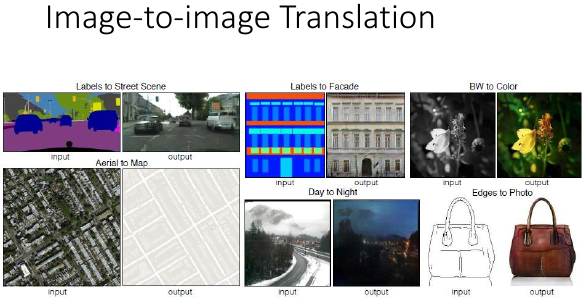 Image-to-image Translation
Labels to Street Scene
input output
Labels to Facade
input output
BW to Color
input output
Aerial to Map
input output
Day to Night
input output
Edges to Photo
input output